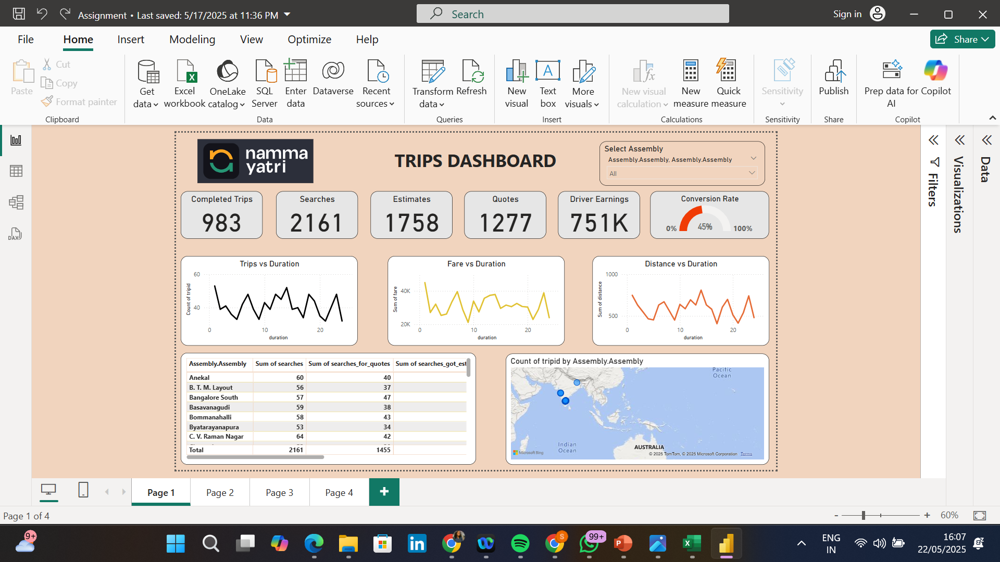 Assignment • Last saved: 5/17/2025 at 11:36 PM
Search
Sign in
File Home Insert Modeling View Optimize Help
Share
Paste
Cut
Copy
Format painter
Clipboard
Get data
Excel workbook
OneLake catalog
SQL Server
Enter data
Dataverse
Recent sources
Data
Transform data
Refresh
Queries
New visual
Text box
More visuals
Insert
New visual calculation
New measure
Quick measure
Calculations
Sensitivity
Sensitivity
Publish
Share
Prep data for AI
Copilot
Copilot
DAX
namma
yatri
TRIPS DASHBOARD
Select Assembly
Assembly.Assembly, Assembly.Assembly
All
Completed Trips
983
Searches
2161
Estimates
1758
Quotes
1277
Driver Earnings
751K
Conversion Rate
0% 45% 100%
Trips vs Duration
Count of tripid
60
40
0 10 20
duration
Fare vs Duration
Sum of fare
40K
20K
0 10 20
duration
Distance vs Duration
Sum of distance
1000
500
0 10 20
duration
Assembly.Assembly Sum of searches Sum of searches_for_quotes Sum of searches_got_est
Anekal 60 40
B. T. M. Layout 56 37
Bangalore South 57 47
Basavanagudi 59 38
Bommanahalli 58 43
Byatarayanapura 53 34
C. V. Raman Nagar 64 42
Total 2161 1455
Count of tripid by Assembly.Assembly
Pacific
Ocean
Indian
Ocean
AUSTRALIA
Microsoft Bing
© 2025 TomTom, © 2025 Microsoft Corporation Terms
Filters
Visualizations
Data
Page 1 Page 2 Page 3 Page 4 +
Page 1 of 4
- + 60%
9+
99+
ENG
IN
16:07
22/05/2025